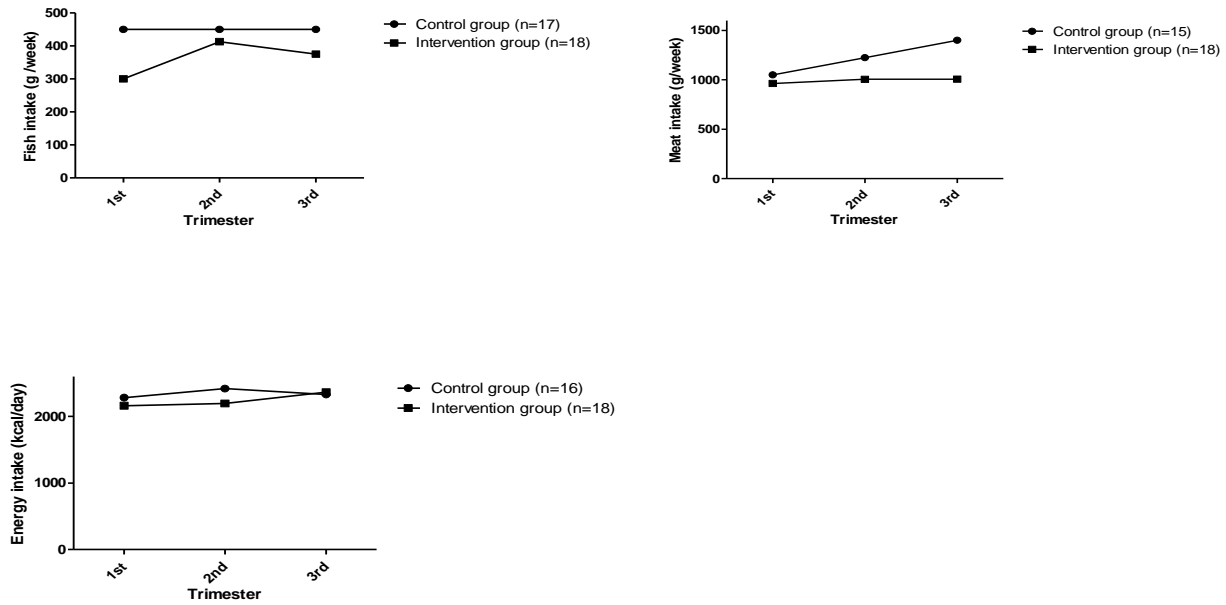 Fish intake (g /week)
500
400
300
200
100
0
1st
2nd
3rd
Trimester
Control group (n=17)
Intervention group (n=18)
Meat intake (g/week)
1500
1000
500
0
1st
2nd
3rd
Trimester
Control group (n=15)
Intervention group (n=18)
Energy intake (kcal/day)
2000
1000
0
1st
2nd
3rd
Trimester
Control group (n=16)
Intervention group (n=18)